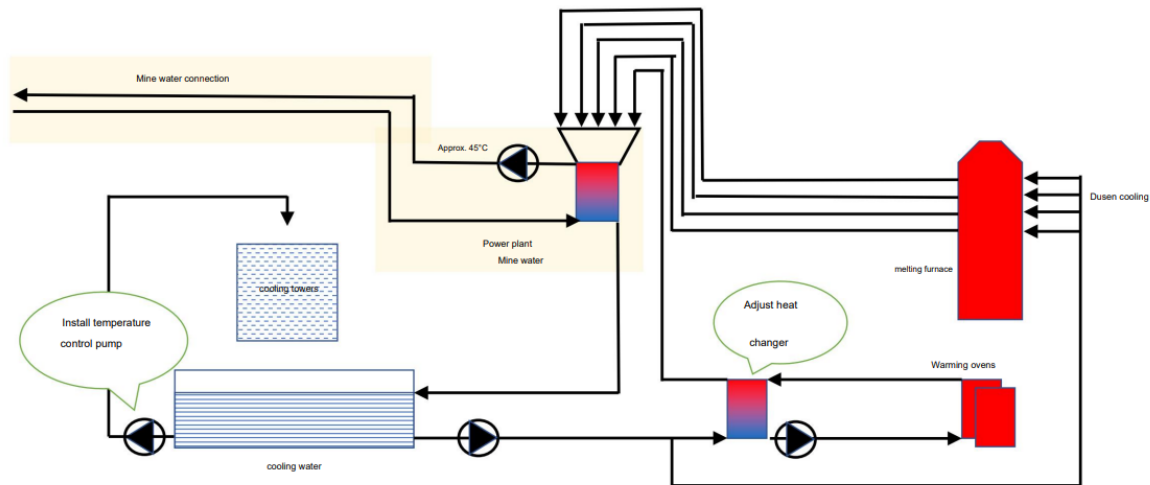 Mine water connection
Approx. 45°C
Dusen cooling
Power plant
Mine water
melting furnace
cooling towers
Install temperature
control pump
Adjust heat
changer
Warming ovens
cooling water